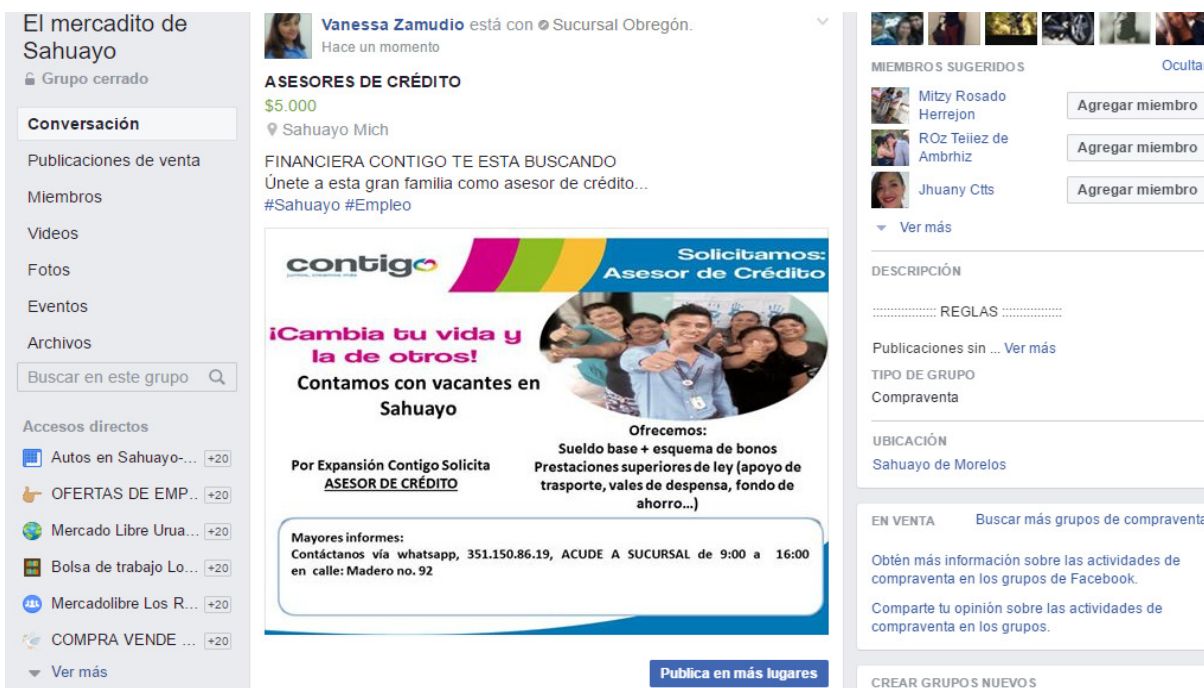 El mercadito de
Sahuayo
Grupo cerrado
Conversación
Publicaciones de venta
Miembros
Videos
Fotos
Eventos
Archivos
Buscar en este grupo
Accesos directos
Autos en Sahuayo-... +20
OFERTAS DE EMP... +20
Mercado Libre Urua... +20
Bolsa de trabajo Lo... +20
Mercadolibre Los R... +20
COMPRA VENDE ... +20
Ver más
Vanessa Zamudio está con Sucursal Obregón.
Hace un momento
ASESORES DE CRÉDITO
$5.000
Sahuayo Mich
FINANCIERA CONTIGO TE ESTA BUSCANDO
Únete a esta gran familia como asesor de crédito...
#Sahuayo #Empleo
contigo
juntos, creamos más
Solicitamos:
Asesor de Crédito
¡Cambia tu vida y
la de otros!
Contamos con vacantes en
Sahuayo
Por Expansión Contigo Solicita
ASESOR DE CRÉDITO
Ofrecemos:
Sueldo base + esquema de bonos
Prestaciones superiores de ley (apoyo de
trasporte, vales de despensa, fondo de
ahorro...)
Mayores informes:
Contáctanos vía whatsapp, 351.150.86.19, ACUDE A SUCURSAL de 9:00 a 16:00
en calle: Madero no. 92
Publica en más lugares
MIEMBROS SUGERIDOS Ocultar
Mitzy Rosado
Herrejon
Agregar miembro
ROz Teiiez de
Ambrhiz
Agregar miembro
Jhuany Ctts
Agregar miembro
Ver más
DESCRIPCIÓN
:::::::::::::::::: REGLAS :::::::::::::::::
Publicaciones sin ... Ver más
TIPO DE GRUPO
Compraventa
UBICACIÓN
Sahuayo de Morelos
EN VENTA Buscar más grupos de compraventa
Obtén más información sobre las actividades de
compraventa en los grupos de Facebook.
Comparte tu opinión sobre las actividades de
compraventa en los grupos.
CREAR GRUPOS NUEVOS